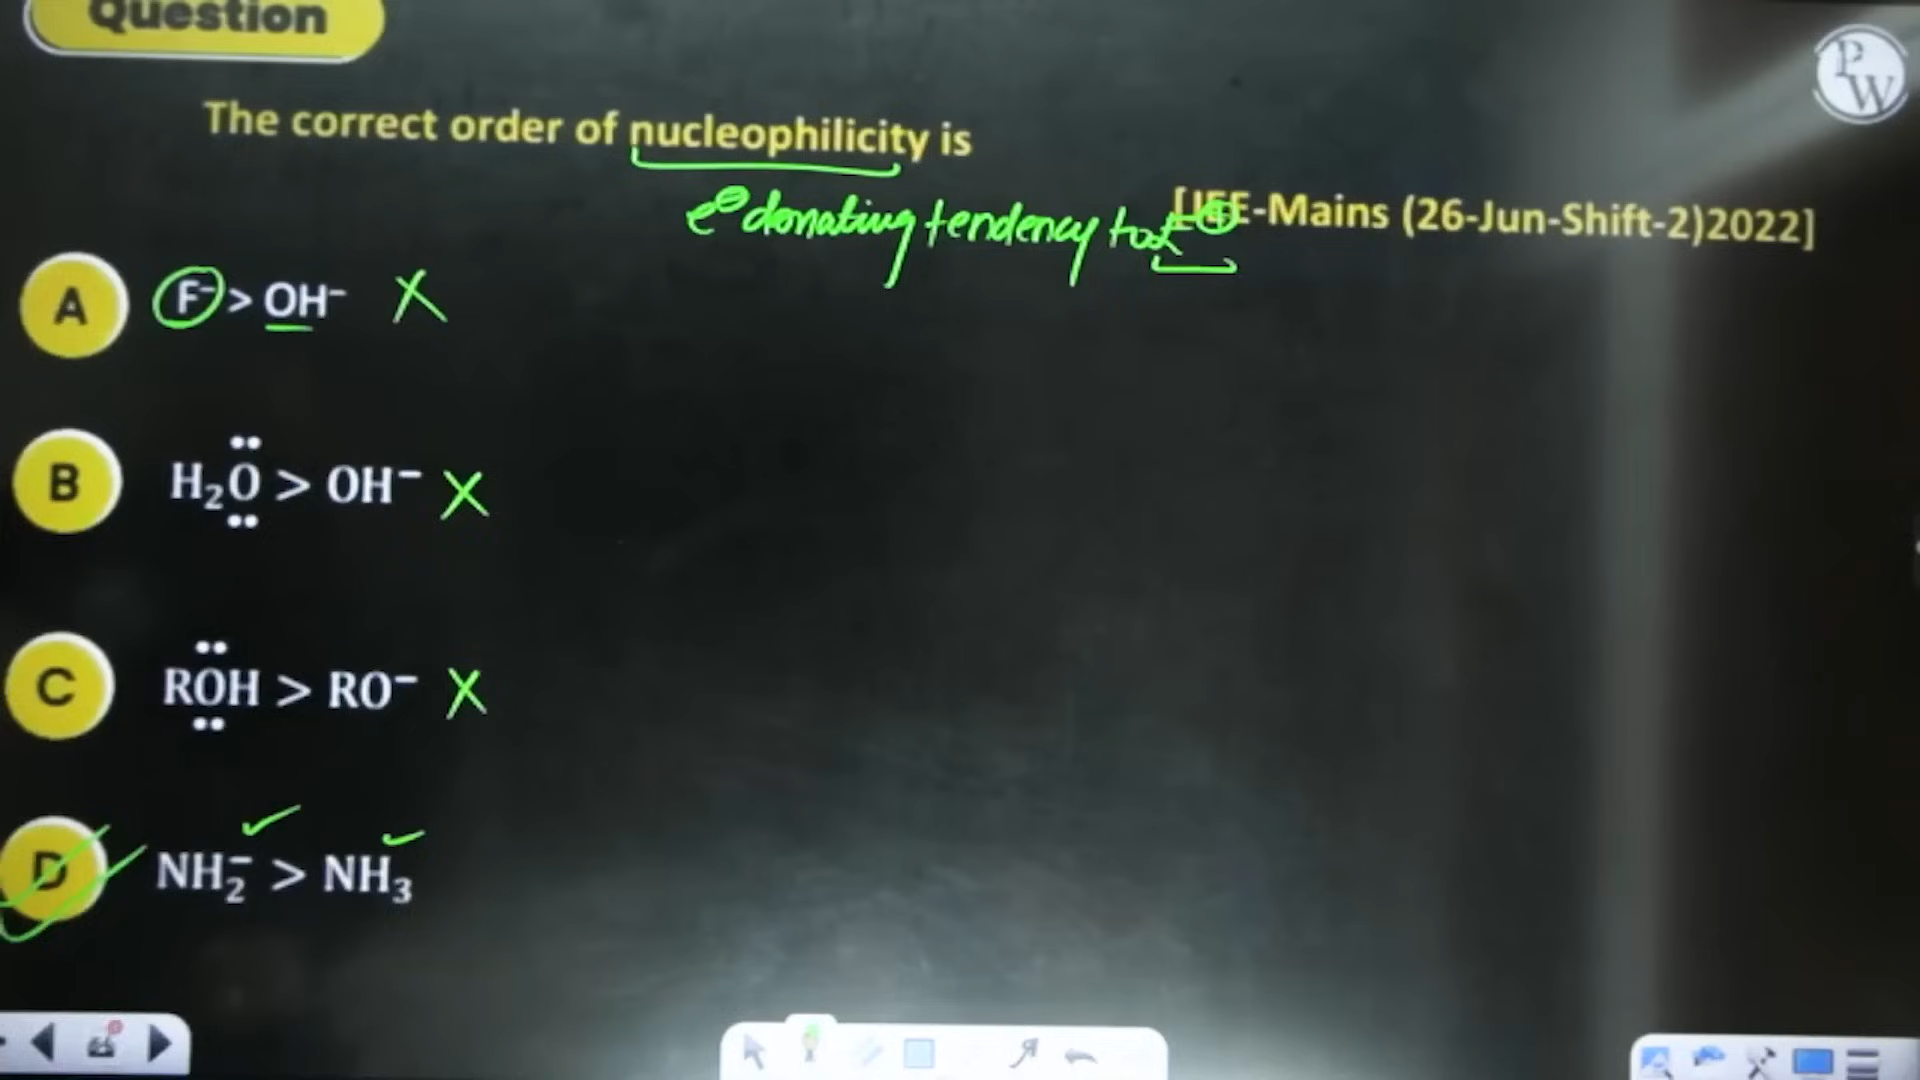 Question
P
W
The correct order of nucleophilicity is
e⊖ donating tendency to
[JEE-Mains (26-Jun-Shift-2)2022]
A F⁻ > OH⁻ X
B H₂O > OH⁻ X
C ROH > RO⁻ X
D NH₂⁻ > NH₃